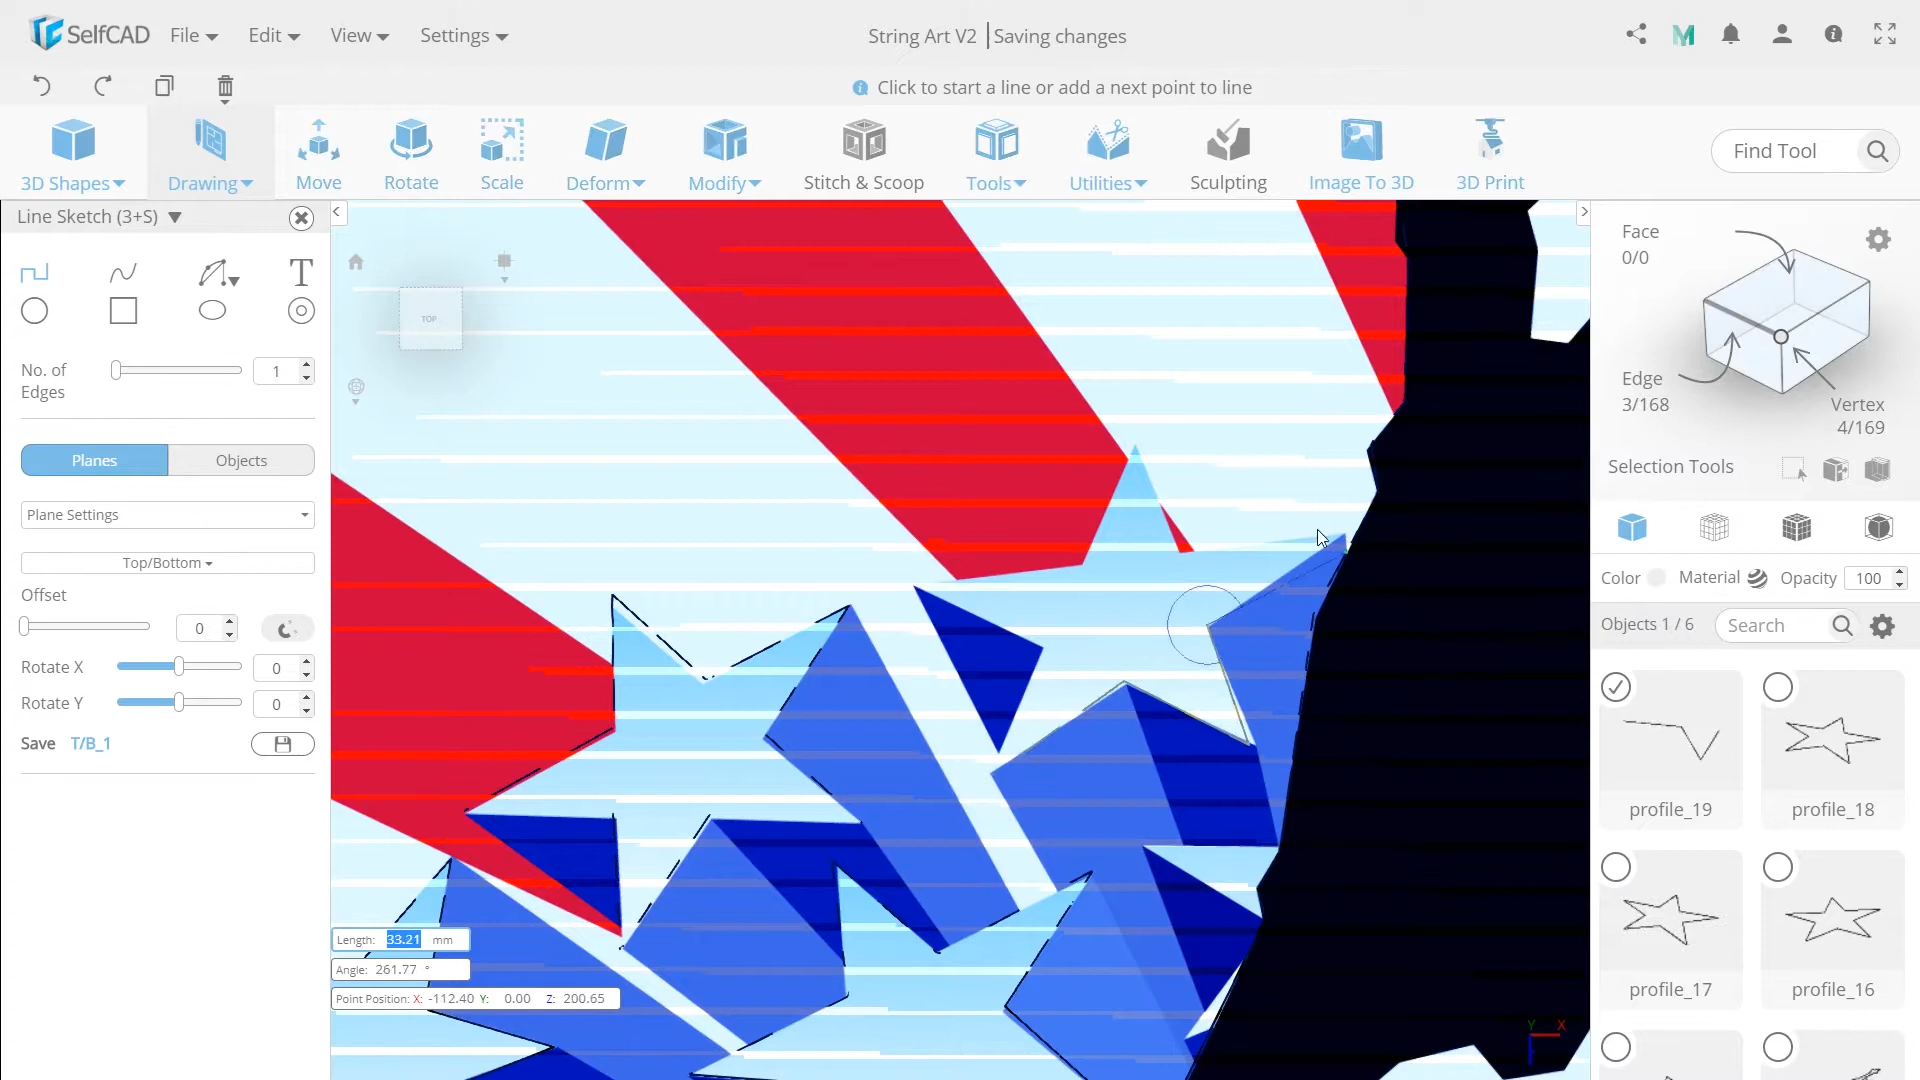 SelfCAD File Edit View Settings String Art V2 Saving changes
Click to start a line or add a next point to line
3D Shapes Drawing Move Rotate Scale Deform Modify Stitch & Scoop Tools Utilities Sculpting Image To 3D 3D Print Find Tool
Line Sketch (3+S)
T
No. of
Edges
1
Planes Objects
Plane Settings
Top/Bottom
Offset
0
Rotate X 0
Rotate Y 0
Save T/B_1
TOP
Length: 33.21 mm
Angle: 261.77 °
Point Position: X: -112.40 Y: 0.00 Z: 200.65
Y X
Face
0/0
Edge
3/168
Vertex
4/169
Selection Tools
Color Material Opacity 100
Objects 1 / 6 Search
profile_19 profile_18
profile_17 profile_16